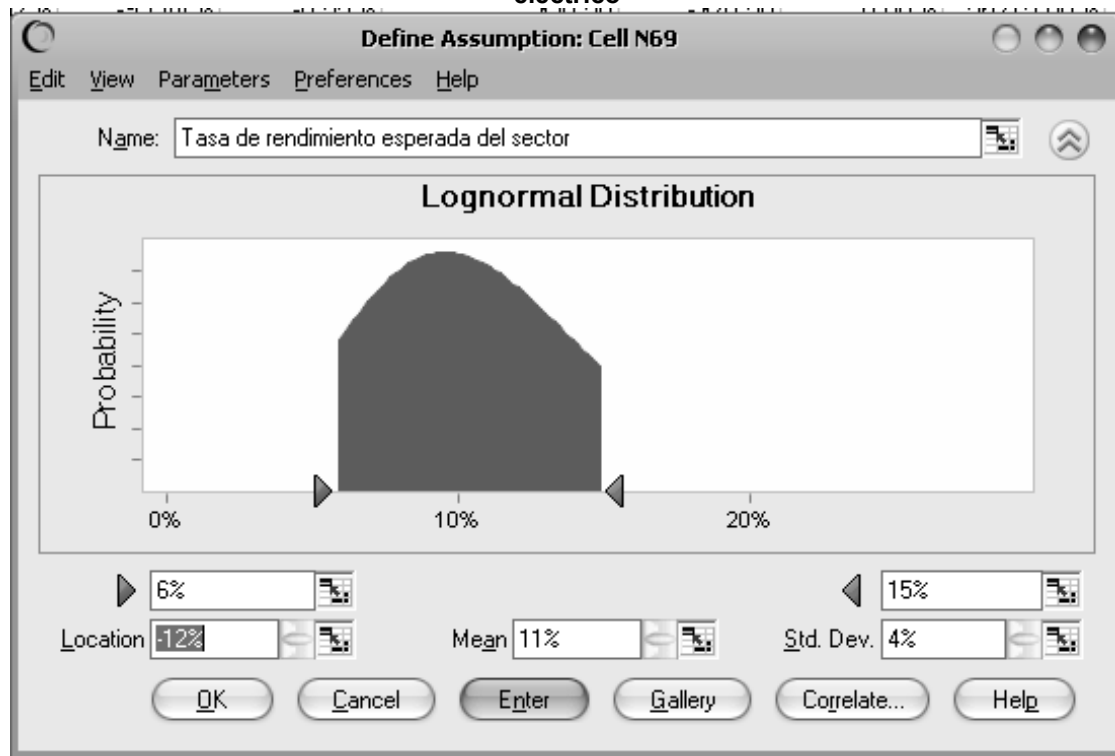 Define Assumption: Cell N69
Edit View Parameters Preferences Help
Name: Tasa de rendimiento esperada del sector
Lognormal Distribution
Probability
0% 10% 20%
6% 15%
Location -12% Mean 11% Std. Dev. 4%
OK Cancel Enter Gallery Correlate... Help